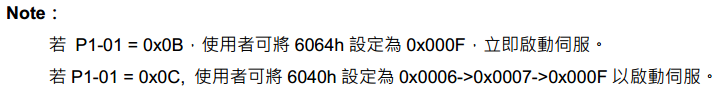 Note：
若 P1-01 = 0x0B，使用者可將 6064h 設定為 0x000F，立即啟動伺服。
若 P1-01 = 0x0C, 使用者可將 6040h 設定為 0x0006->0x0007->0x000F 以啟動伺服。